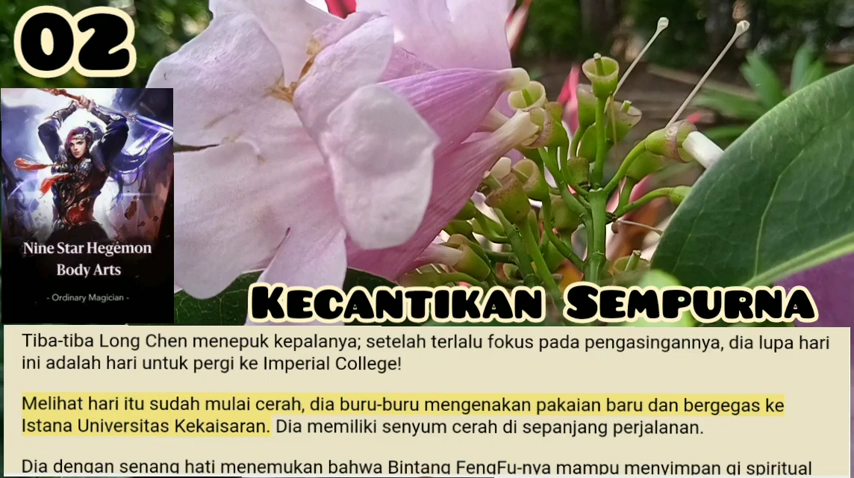 02
Nine Star Hegemon
Body Arts
- Ordinary Magician -
Kecantikan Sempurna
Tiba-tiba Long Chen menepuk kepalanya; setelah terlalu fokus pada pengasingannya, dia lupa hari
ini adalah hari untuk pergi ke Imperial College!
Melihat hari itu sudah mulai cerah, dia buru-buru mengenakan pakaian baru dan bergegas ke
Istana Universitas Kekaisaran. Dia memiliki senyum cerah di sepanjang perjalanan.
Dia dengan senang hati menemukan bahwa Bintang FengFu-nya mampu menyimpan qi spiritual